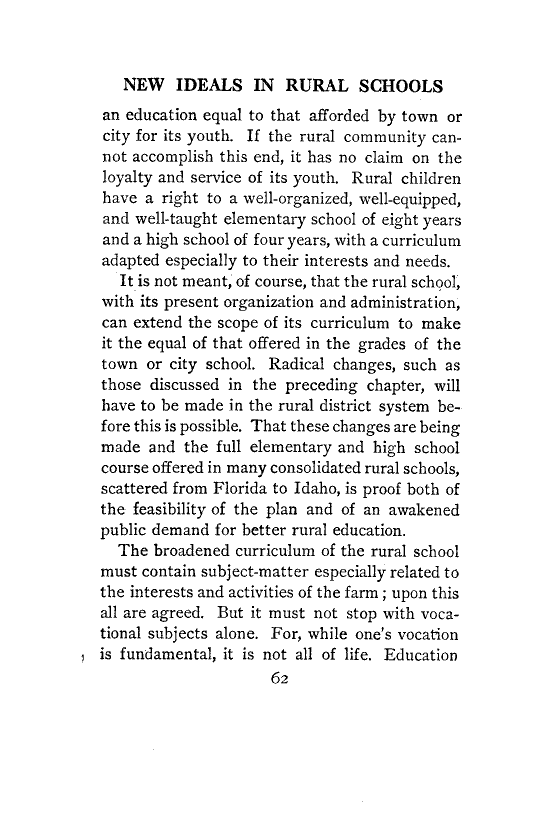 NEW IDEALS IN RURAL SCHOOLS
an education equal to that afforded by town or
city for its youth. If the rural community can-
not accomplish this end, it has no claim on the
loyalty and service of its youth. Rural children
have a right to a well-organized, well-equipped,
and well-taught elementary school of eight years
and a high school of four years, with a curriculum
adapted especially to their interests and needs.
It is not meant, of course, that the rural school,
with its present organization and administration,
can extend the scope of its curriculum to make
it the equal of that offered in the grades of the
town or city school. Radical changes, such as
those discussed in the preceding chapter, will
have to be made in the rural district system be-
fore this is possible. That these changes are being
made and the full elementary and high school
course offered in many consolidated rural schools,
scattered from Florida to Idaho, is proof both of
the feasibility of the plan and of an awakened
public demand for better rural education.
The broadened curriculum of the rural school
must contain subject-matter especially related to
the interests and activities of the farm ; upon this
all are agreed. But it must not stop with voca-
tional subjects alone. For, while one's vocation
is fundamental, it is not all of life. Education
62